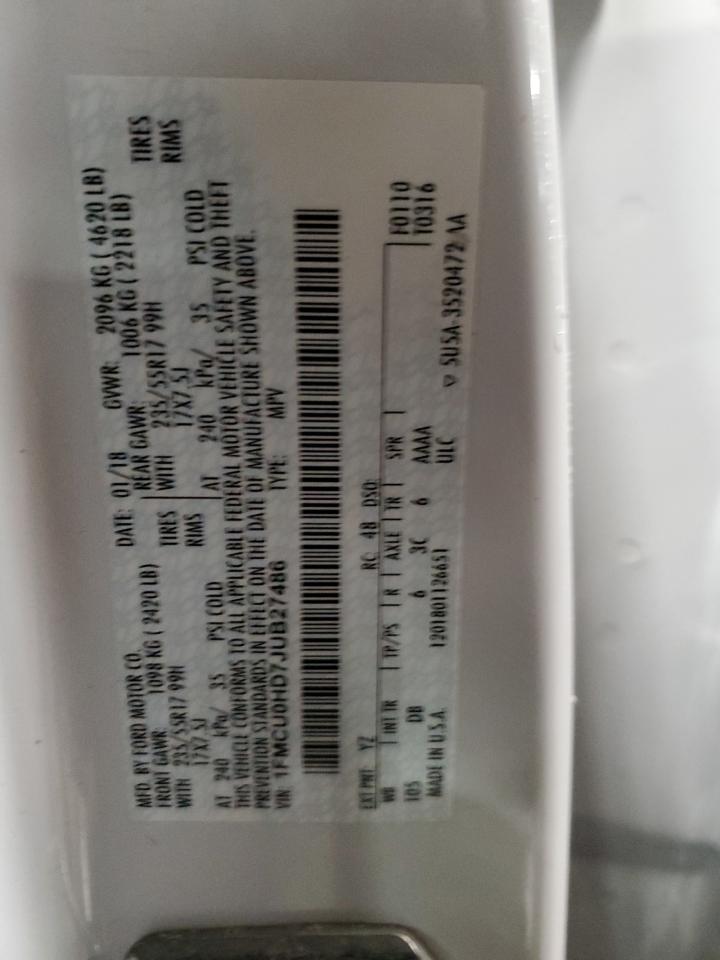 MFD. BY FORD MOTOR CO. DATE: 01/18 GVWR: 2096 KG ( 4620 LB)
FRONT GAWR: 1098 KG ( 2420 LB) REAR GAWR: 1006 KG ( 2218 LB)
WITH 235/55R17 99H TIRES WITH 235/55R17 99H TIRES
17X7.5J RIMS 17X7.5J RIMS
AT 240 kPa/ 35 PSI COLD AT 240 kPa/ 35 PSI COLD
THIS VEHICLE CONFORMS TO ALL APPLICABLE FEDERAL MOTOR VEHICLE SAFETY AND THEFT
PREVENTION STANDARDS IN EFFECT ON THE DATE OF MANUFACTURE SHOWN ABOVE.
VIN: 1FMCU0HD7JUB27486 TYPE: MPV
EXT PNT: YZ RC: 48 DSO: F0110
WB INT TR TP/PS R AXLE TR SPR T0316
105 DB 6 3C 6 AAAA
MADE IN U.S.A. 1201801126651 ULC SU5A-3520472 AA